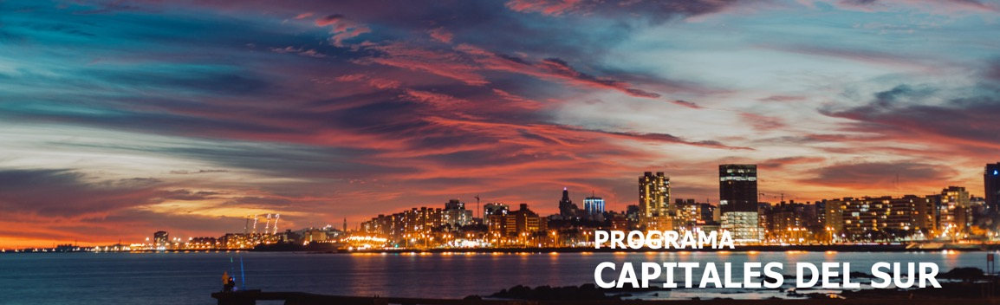 PROGRAMA
CAPITALES DEL SUR